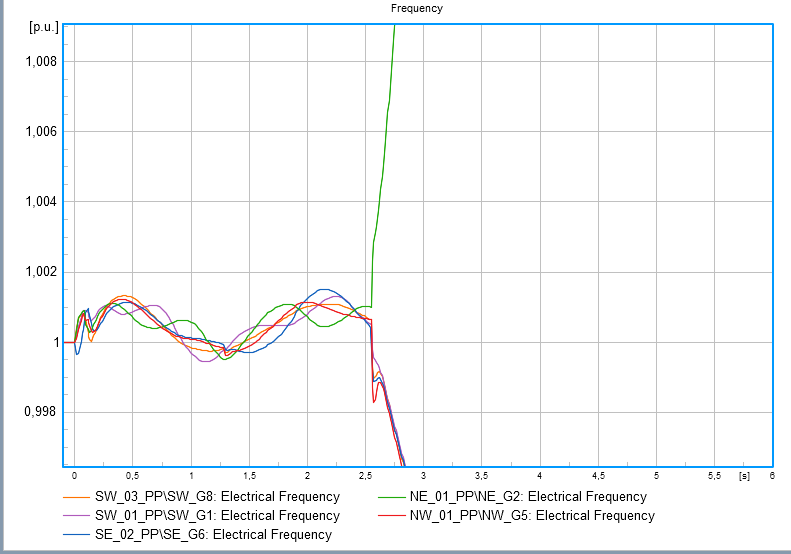 Frequency
[p.u.]
1,008
1,006
1,004
1,002
1
0,998
0 0,5 1 1,5 2 2,5 3 3,5 4 4,5 5 5,5 [s] 6
SW_03_PP\SW_G8: Electrical Frequency NE_01_PP\NE_G2: Electrical Frequency
SW_01_PP\SW_G1: Electrical Frequency NW_01_PP\NW_G5: Electrical Frequency
SE_02_PP\SE_G6: Electrical Frequency